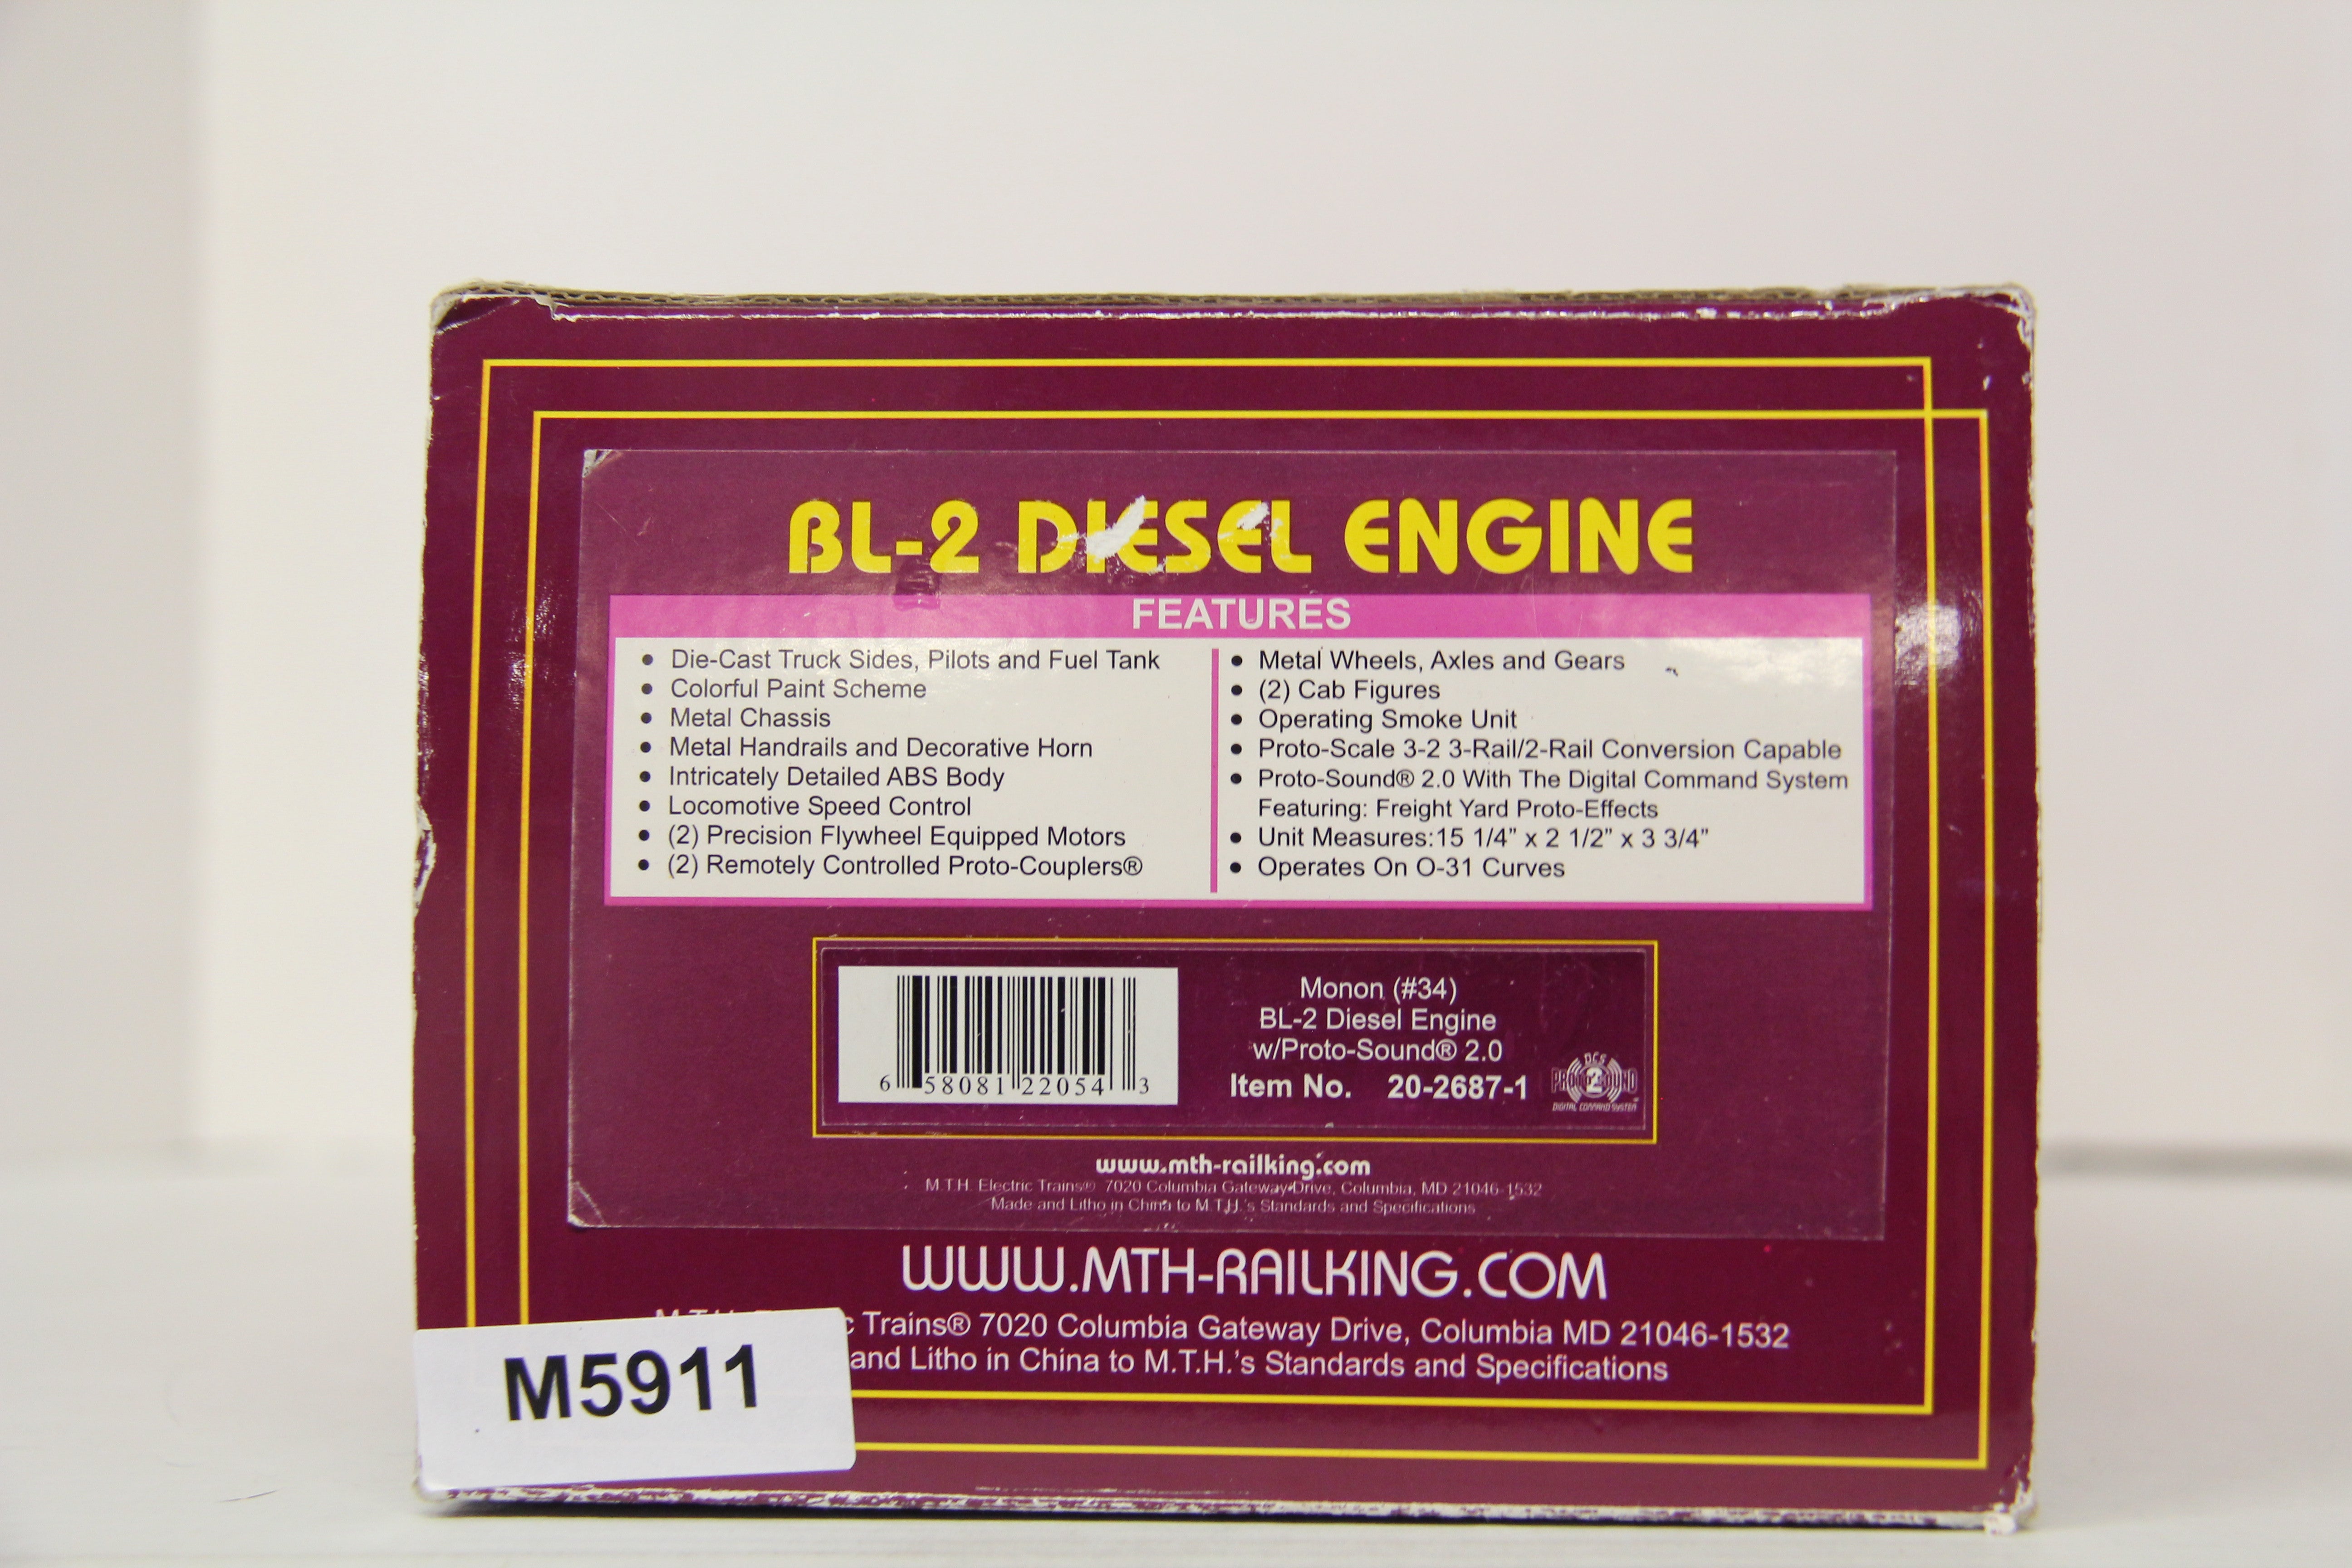 BL-2 DIESEL ENGINE
FEATURES
• Die-Cast Truck Sides, Pilots and Fuel Tank
• Colorful Paint Scheme
• Metal Chassis
• Metal Handrails and Decorative Horn
• Intricately Detailed ABS Body
• Locomotive Speed Control
• (2) Precision Flywheel Equipped Motors
• (2) Remotely Controlled Proto-Couplers®
• Metal Wheels, Axles and Gears
• (2) Cab Figures
• Operating Smoke Unit
• Proto-Scale 3-2 3-Rail/2-Rail Conversion Capable
• Proto-Sound® 2.0 With The Digital Command System
Featuring: Freight Yard Proto-Effects
• Unit Measures:15 1/4” x 2 1/2” x 3 3/4”
• Operates On O-31 Curves
6 58081 22054 3
Monon (#34)
BL-2 Diesel Engine
w/Proto-Sound® 2.0
Item No. 20-2687-1
DCS
PROTO SOUND 2
DIGITAL COMMAND SYSTEM
www.mth-railking.com
M.T.H. Electric Trains® 7020 Columbia Gateway Drive, Columbia, MD 21046-1532
Made and Litho in China to M.T.H.'s Standards and Specifications
WWW.MTH-RAILKING.COM
Trains® 7020 Columbia Gateway Drive, Columbia MD 21046-1532
and Litho in China to M.T.H.'s Standards and Specifications
M5911